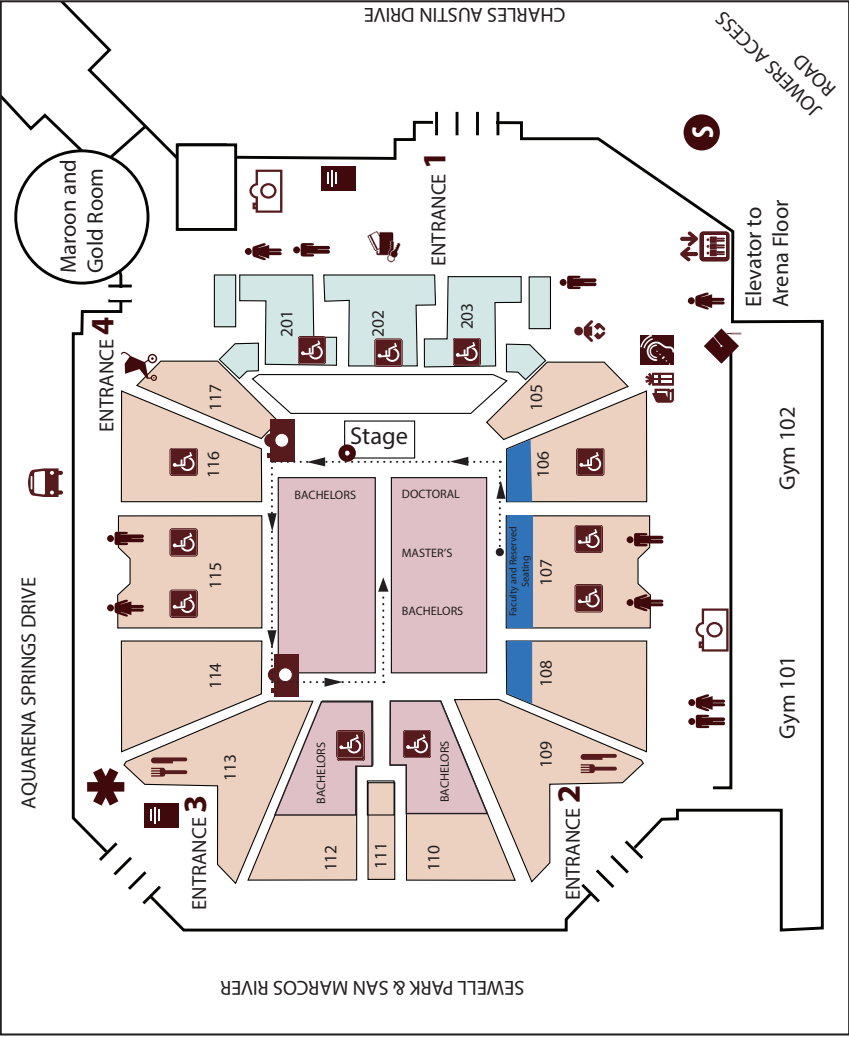 CHARLES AUSTIN DRIVE
JOWERS ACCESS
ROAD
S
Maroon and
Gold Room
ENTRANCE 1
Elevator to
Arena Floor
ENTRANCE 4
201
202
203
117
105
Stage
116
106
Gym 102
BACHELORS
DOCTORAL
MASTER'S
BACHELORS
115
Faculty and Reserved
Seating
107
AQUARENA SPRINGS DRIVE
114
108
Gym 101
113
BACHELORS
BACHELORS
109
ENTRANCE 3
112
111
110
ENTRANCE 2
SEWELL PARK & SAN MARCOS RIVER